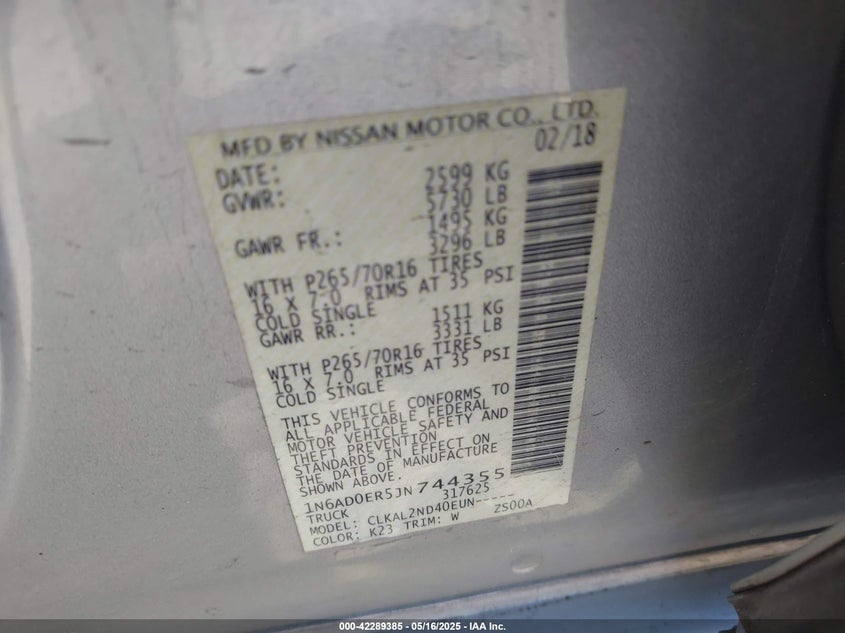 MFD BY NISSAN MOTOR CO., LTD.
DATE: 02/18
GVWR: 2599 KG
5730 LB
GAWR FR.: 1495 KG
3296 LB
WITH P265/70R16 TIRES
16 X 7.0 RIMS AT 35 PSI
COLD SINGLE
GAWR RR.: 1511 KG
3331 LB
WITH P265/70R16 TIRES
16 X 7.0 RIMS AT 35 PSI
COLD SINGLE
THIS VEHICLE CONFORMS TO
ALL APPLICABLE FEDERAL
MOTOR VEHICLE SAFETY AND
THEFT PREVENTION
STANDARDS IN EFFECT ON
THE DATE OF MANUFACTURE
SHOWN ABOVE.
1N6AD0ER5JN744355
TRUCK 317625
MODEL: CLKAL2ND40EUN-----
COLOR: K23 TRIM: W ZS00A
000-42289385 - 05/16/2025 - IAA Inc.